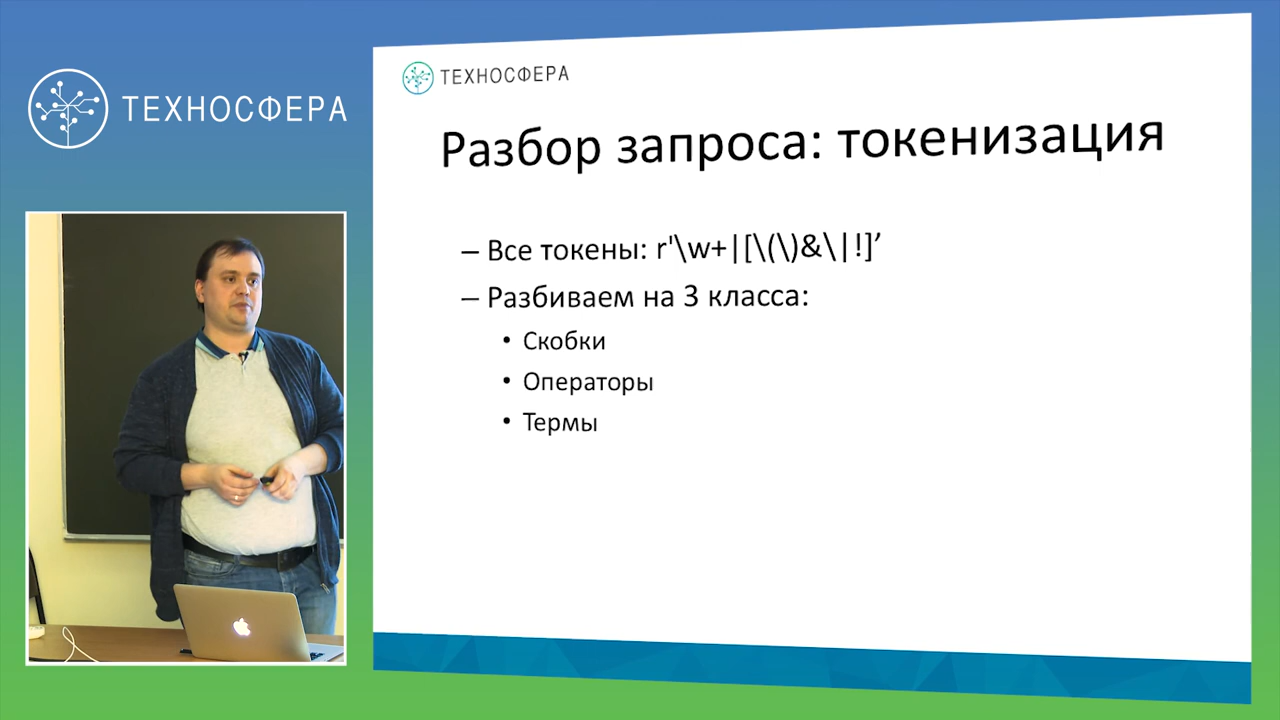 ТЕХНОСФЕРА
ТЕХНОСФЕРА
Разбор запроса: токенизация
– Все токены: r'\w+|[\(\)&\|!]’
– Разбиваем на 3 класса:
• Скобки
• Операторы
• Термы